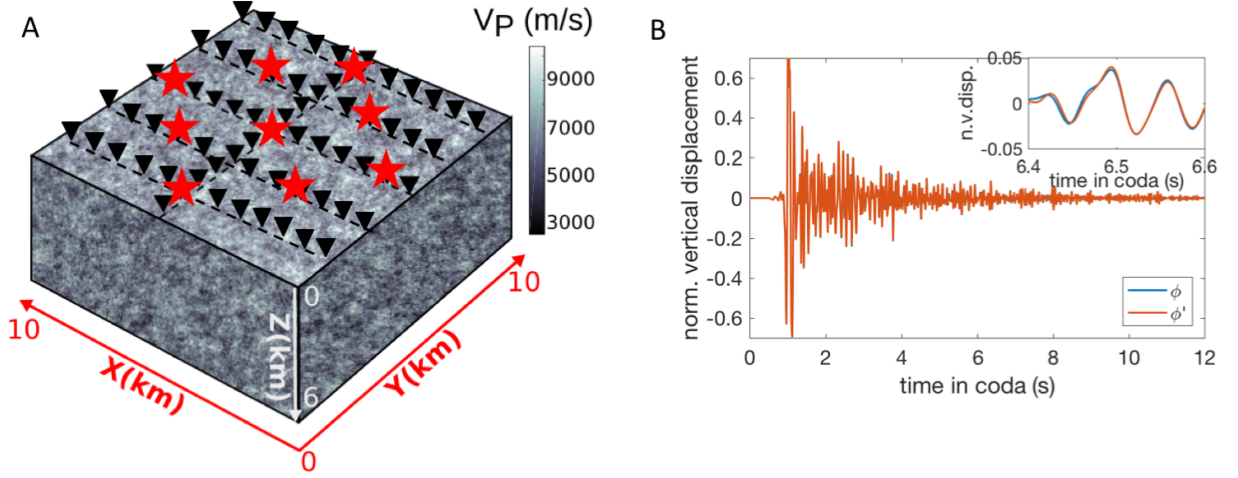 A
V_P (m/s)
9000
7000
5000
3000
0
Z(km)
6
10
X(km)
0
Y(km)
10
B
norm. vertical displacement
0.6
0.4
0.2
0
-0.2
-0.4
-0.6
0
2
4
6
8
10
12
time in coda (s)
n.v.disp.
0.05
0
-0.05
6.4
6.5
6.6
time in coda (s)
ϕ
ϕ'